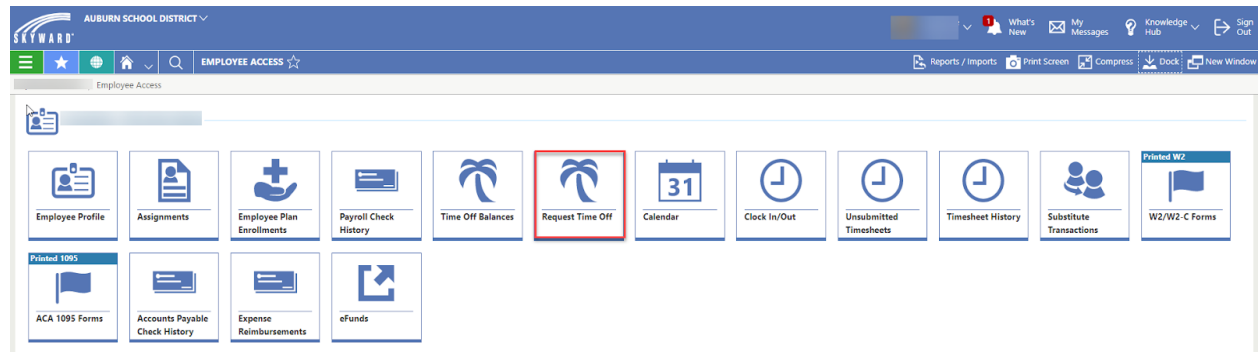 AUBURN SCHOOL DISTRICT
SKYWARD
1
What's New
My Messages
Knowledge Hub
Sign Out
EMPLOYEE ACCESS
Reports / Imports
Print Screen
Compress
Dock
New Window
Employee Access
Employee Profile
Assignments
Employee Plan
Enrollments
Payroll Check
History
Time Off Balances
Request Time Off
31
Calendar
Clock In/Out
Unsubmitted
Timesheets
Timesheet History
Substitute
Transactions
Printed W2
W2/W2-C Forms
Printed 1095
ACA 1095 Forms
Accounts Payable
Check History
Expense
Reimbursements
eFunds